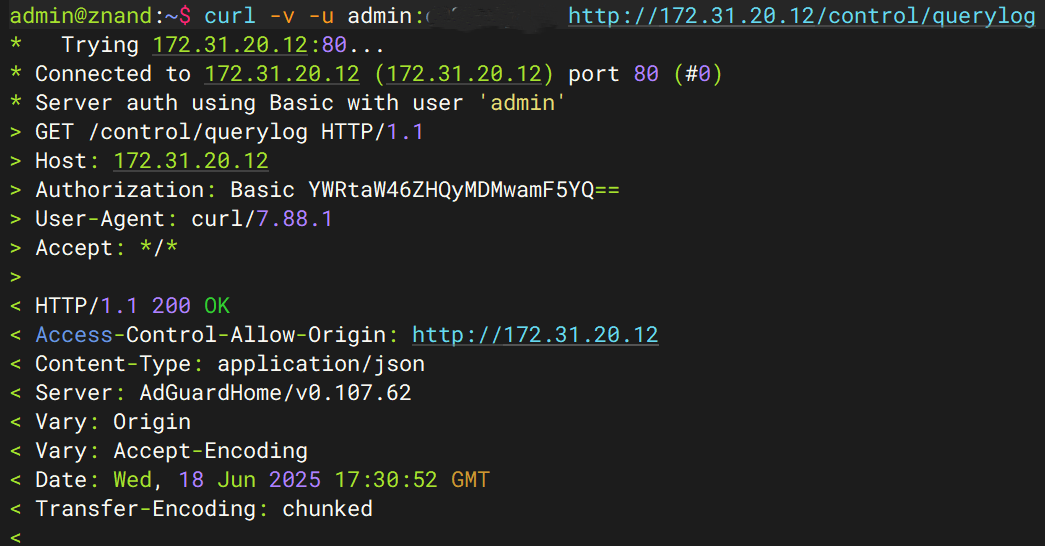 admin@znand:~$ curl -v -u admin: http://172.31.20.12/control/querylog
* Trying 172.31.20.12:80...
* Connected to 172.31.20.12 (172.31.20.12) port 80 (#0)
* Server auth using Basic with user 'admin'
> GET /control/querylog HTTP/1.1
> Host: 172.31.20.12
> Authorization: Basic YWRtaW46ZHQyMDMwamF5YQ==
> User-Agent: curl/7.88.1
> Accept: */*
>
< HTTP/1.1 200 OK
< Access-Control-Allow-Origin: http://172.31.20.12
< Content-Type: application/json
< Server: AdGuardHome/v0.107.62
< Vary: Origin
< Vary: Accept-Encoding
< Date: Wed, 18 Jun 2025 17:30:52 GMT
< Transfer-Encoding: chunked
<